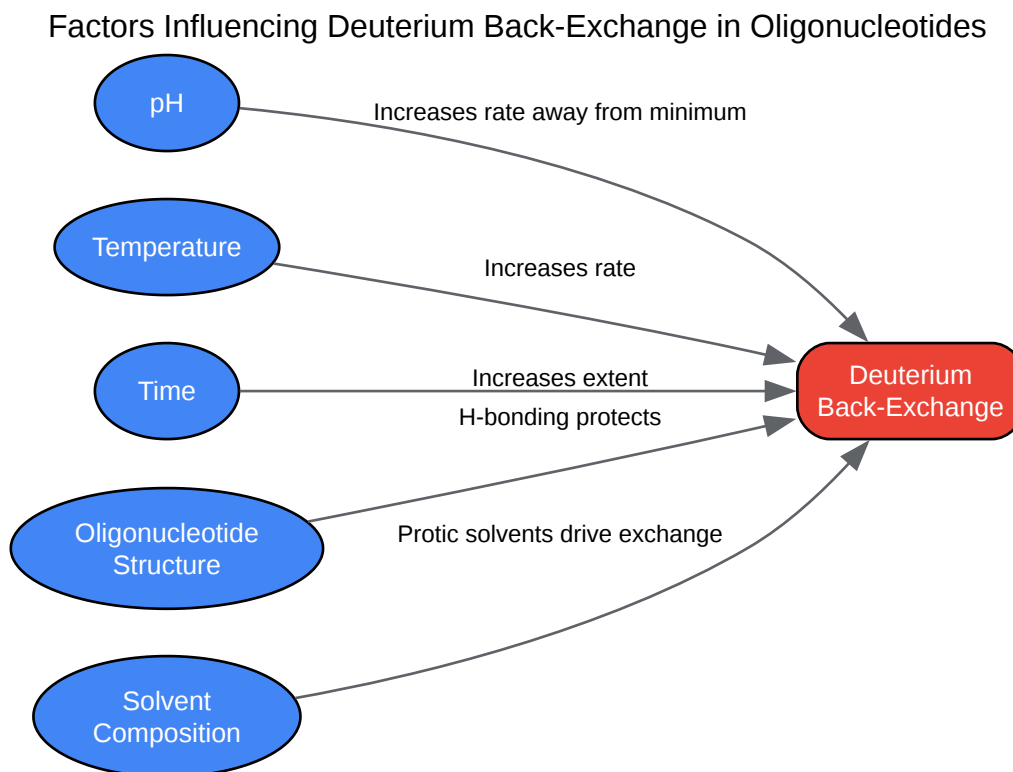 Factors Influencing Deuterium Back-Exchange in Oligonucleotides
pH
Increases rate away from minimum
Temperature
Increases rate
Time
Increases extent
H-bonding protects
Deuterium
Back-Exchange
Oligonucleotide
Structure
Protic solvents drive exchange
Solvent
Composition